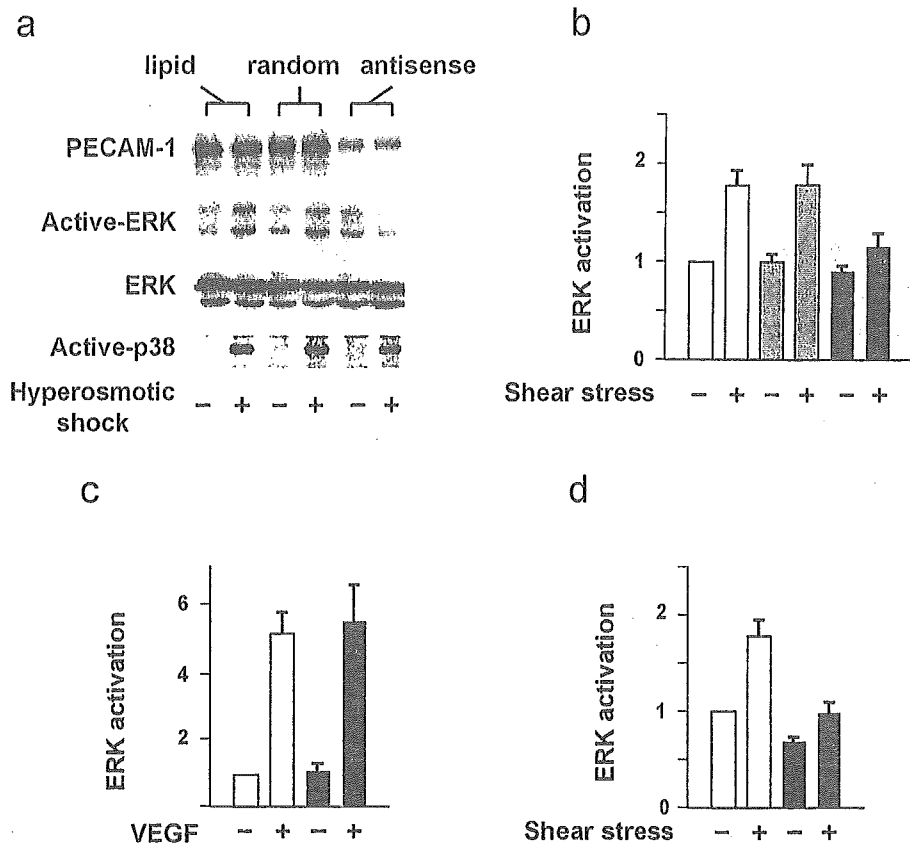 a
lipid random antisense
PECAM-1
Active-ERK
ERK
Active-p38
Hyperosmotic shock
− + − + − +
b
ERK activation
2
1
0
Shear stress − + − + − +
c
ERK activation
6
4
2
VEGF − + − +
d
ERK activation
2
1
0
Shear stress − + − +